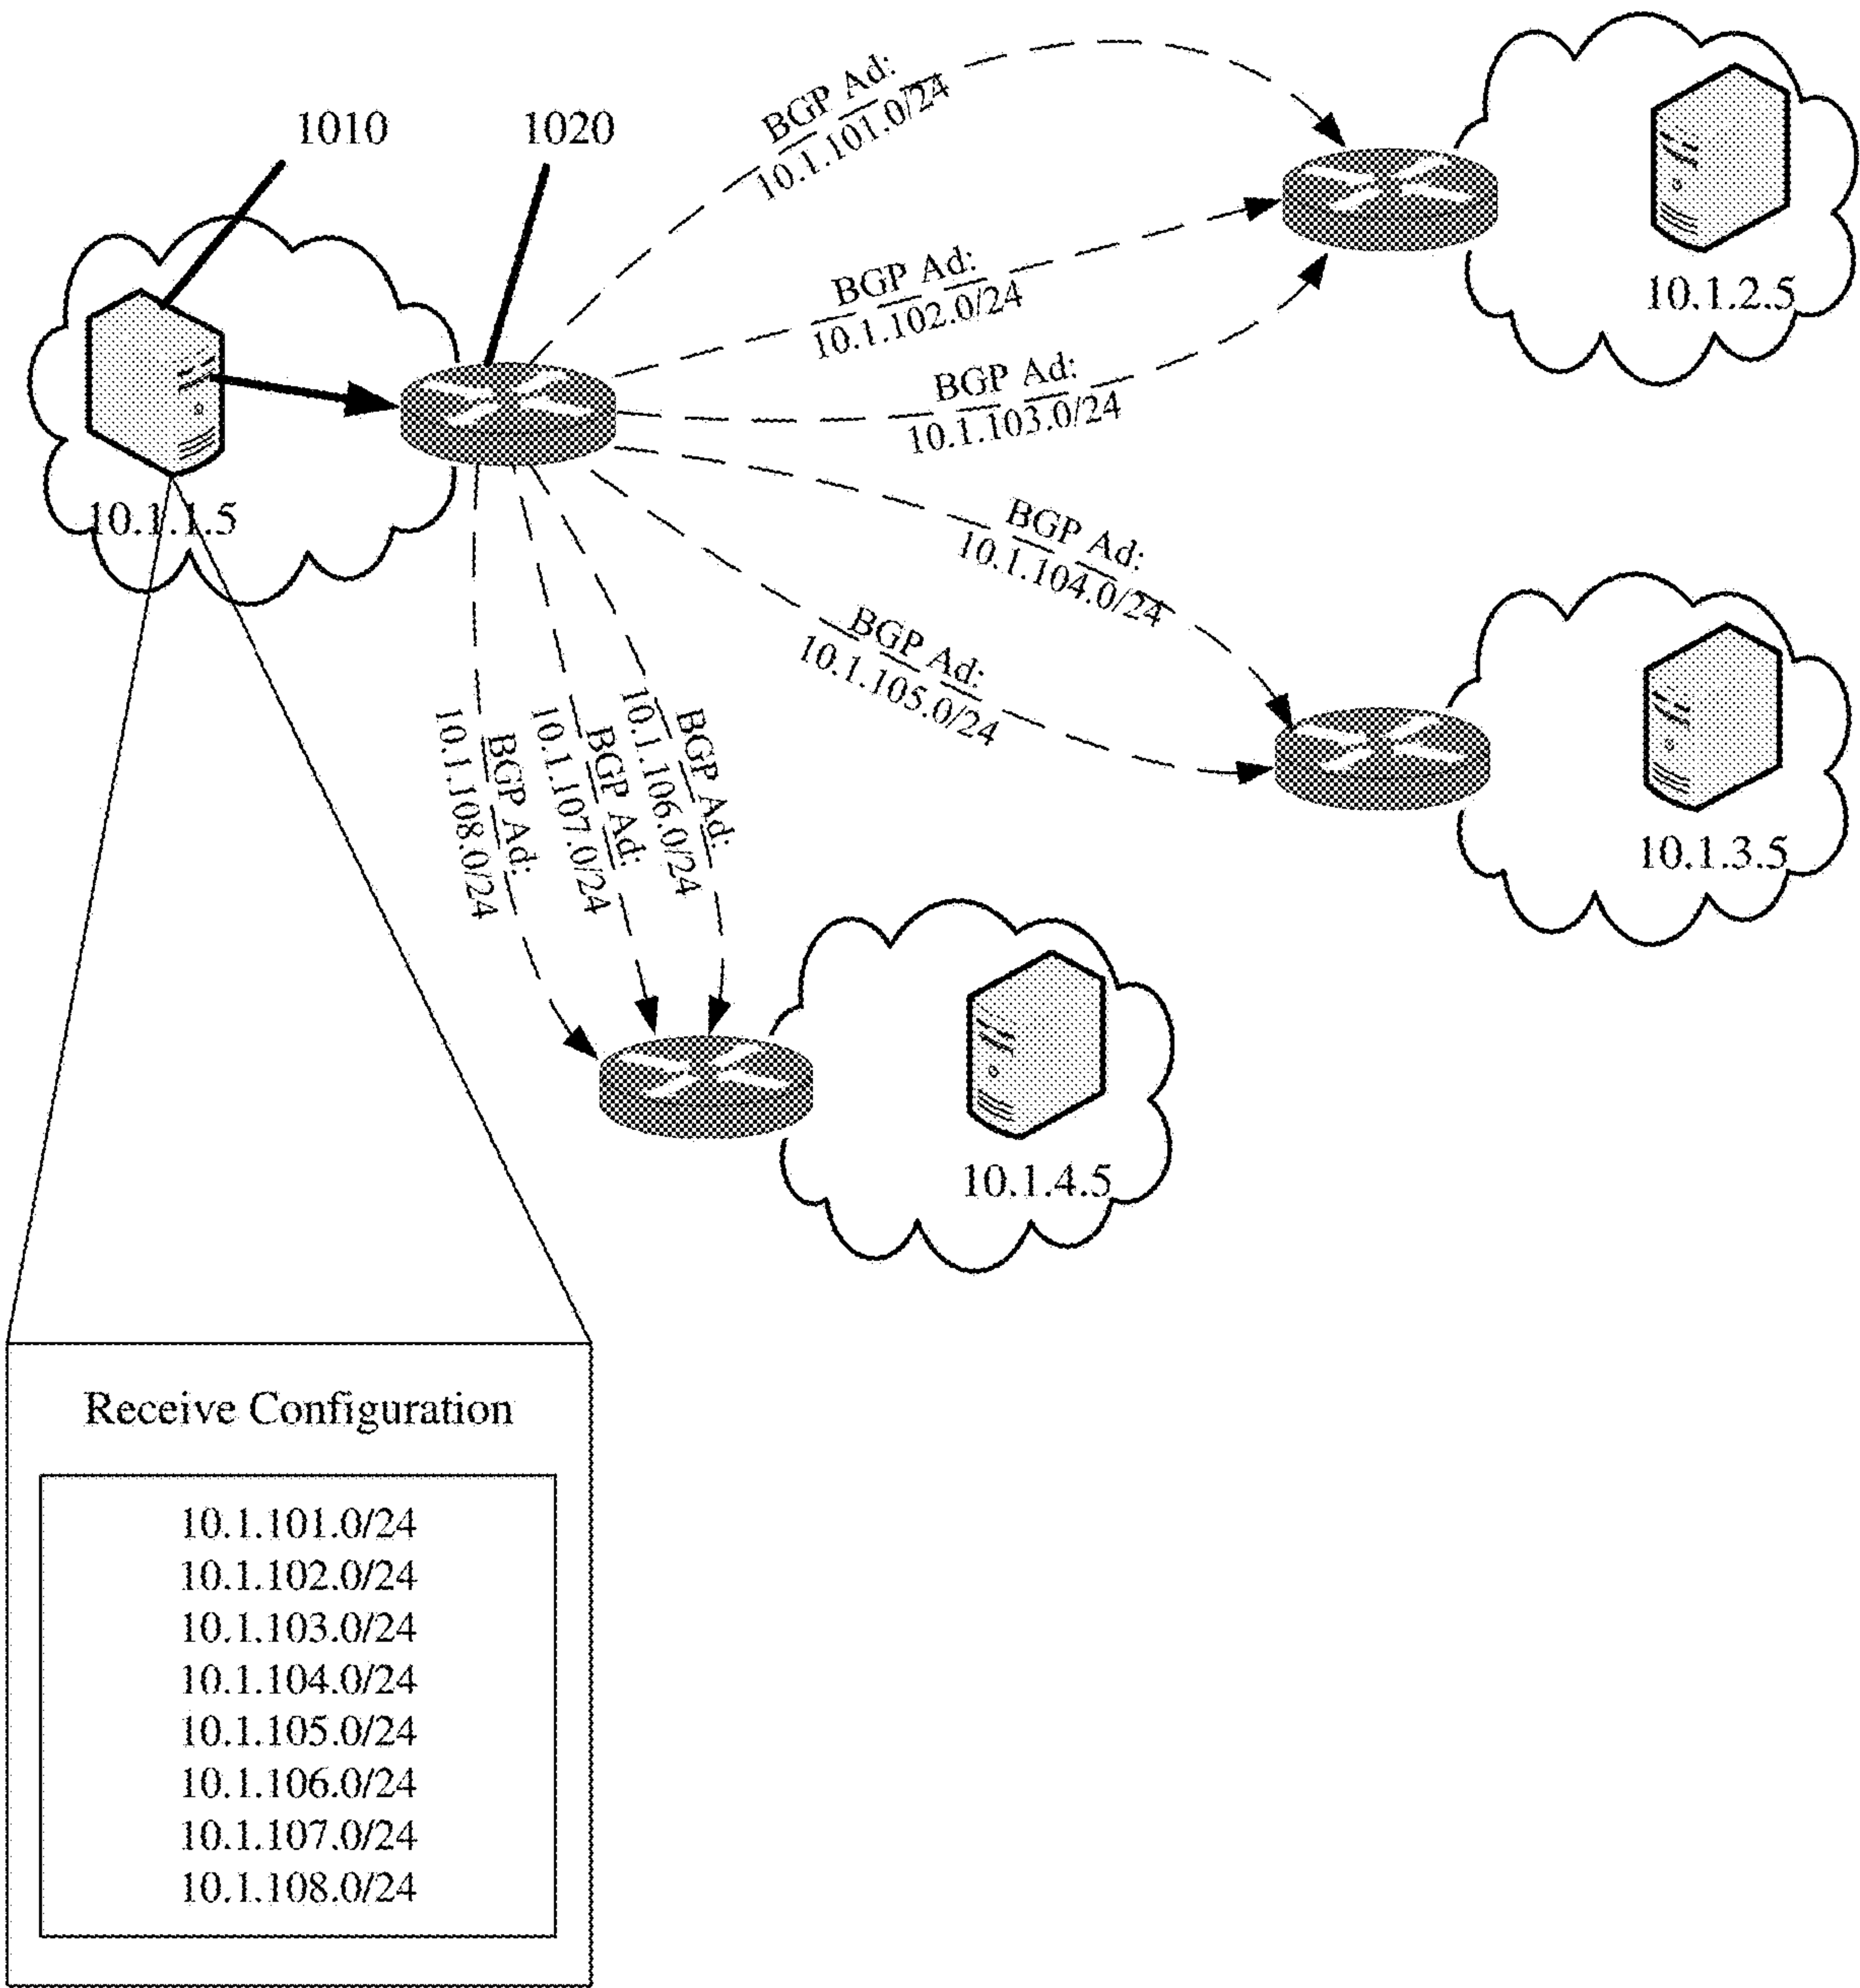 1010
1020
BGP Ad:
10.1.101.0/24
BGP Ad:
10.1.102.0/24
BGP Ad:
10.1.103.0/24
BGP Ad:
10.1.104.0/24
BGP Ad:
10.1.105.0/24
BGP Ad:
10.1.106.0/24
BGP Ad:
10.1.107.0/24
BGP Ad:
10.1.108.0/24
10.1.1.5
10.1.2.5
10.1.3.5
10.1.4.5
Receive Configuration
10.1.101.0/24
10.1.102.0/24
10.1.103.0/24
10.1.104.0/24
10.1.105.0/24
10.1.106.0/24
10.1.107.0/24
10.1.108.0/24